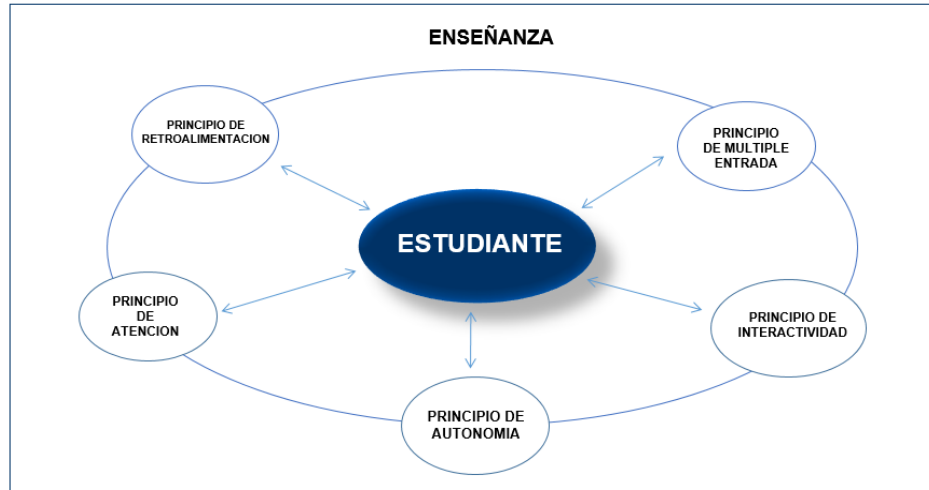 ENSEÑANZA
PRINCIPIO DE
RETROALIMENTACION
PRINCIPIO
DE MULTIPLE
ENTRADA
ESTUDIANTE
PRINCIPIO
DE
ATENCION
PRINCIPIO DE
INTERACTIVIDAD
PRINCIPIO DE
AUTONOMIA